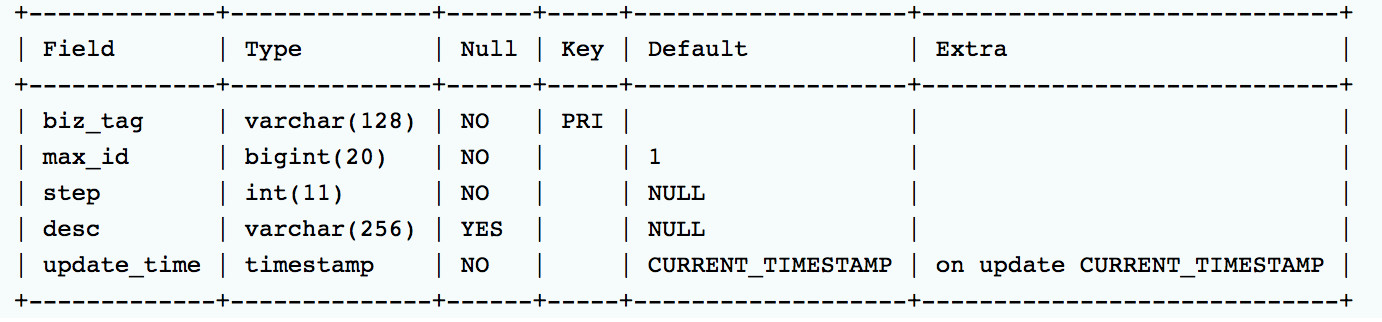 +-------------+--------------+------+-----+-------------------+-----------------------------+
| Field       | Type         | Null | Key | Default           | Extra                       |
+-------------+--------------+------+-----+-------------------+-----------------------------+
| biz_tag     | varchar(128) | NO   | PRI |                   |                             |
| max_id      | bigint(20)   | NO   |     | 1                 |                             |
| step        | int(11)      | NO   |     | NULL              |                             |
| desc        | varchar(256) | YES  |     | NULL              |                             |
| update_time | timestamp    | NO   |     | CURRENT_TIMESTAMP | on update CURRENT_TIMESTAMP |
+-------------+--------------+------+-----+-------------------+-----------------------------+